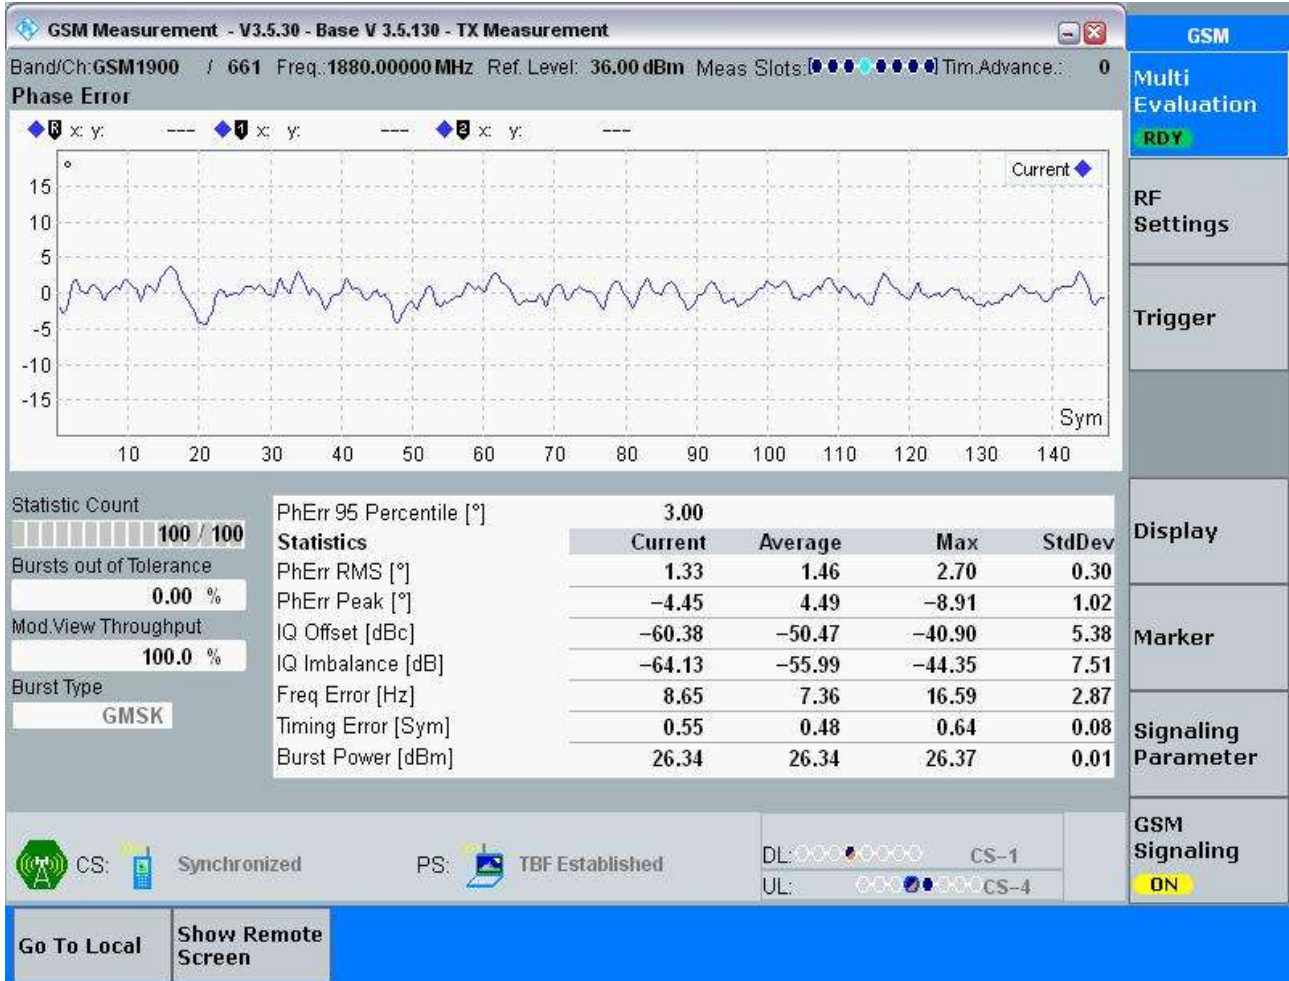 GSM Measurement - V3.5.30 - Base V 3.5.130 - TX Measurement
Band/Ch:GSM1900 / 661 Freq.:1880.00000 MHz Ref. Level: 36.00 dBm Meas Slots: Tim.Advance.: 0
Phase Error
R x: y: --- 1 x: y: --- 2 x: y: ---
°
Current
15
10
5
0
-5
-10
-15
Sym
10 20 30 40 50 60 70 80 90 100 110 120 130 140
Statistic Count
100 / 100
Bursts out of Tolerance
0.00 %
Mod.View Throughput
100.0 %
Burst Type
GMSK
PhErr 95 Percentile [°] 3.00
Statistics Current Average Max StdDev
PhErr RMS [°] 1.33 1.46 2.70 0.30
PhErr Peak [°] −4.45 4.49 −8.91 1.02
IQ Offset [dBc] −60.38 −50.47 −40.90 5.38
IQ Imbalance [dB] −64.13 −55.99 −44.35 7.51
Freq Error [Hz] 8.65 7.36 16.59 2.87
Timing Error [Sym] 0.55 0.48 0.64 0.08
Burst Power [dBm] 26.34 26.34 26.37 0.01
CS: Synchronized PS: TBF Established
DL: CS−1
UL: CS−4
Go To Local
Show Remote
Screen
GSM
Multi
Evaluation
RDY
RF
Settings
Trigger
Display
Marker
Signaling
Parameter
GSM
Signaling
ON